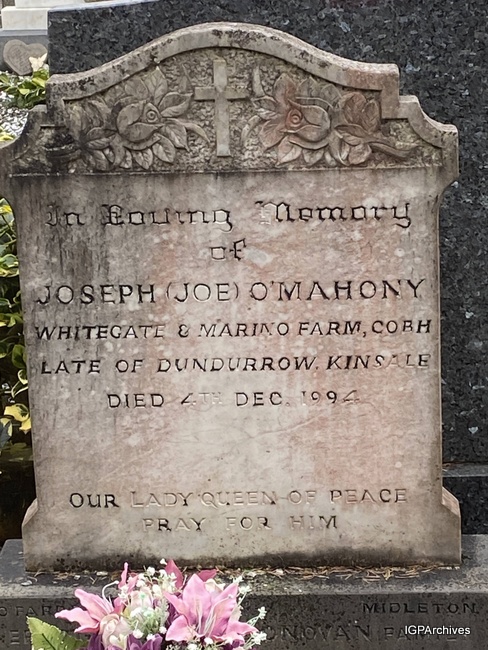 In Loving Memory
of
JOSEPH (JOE) O'MAHONY
WHITEGATE & MARINO FARM, COBH
LATE OF DUNDURROW. KINSALE
DIED 4TH DEC. 1994
OUR LADY QUEEN OF PEACE
PRAY FOR HIM
MIDLETON
IGPArchives